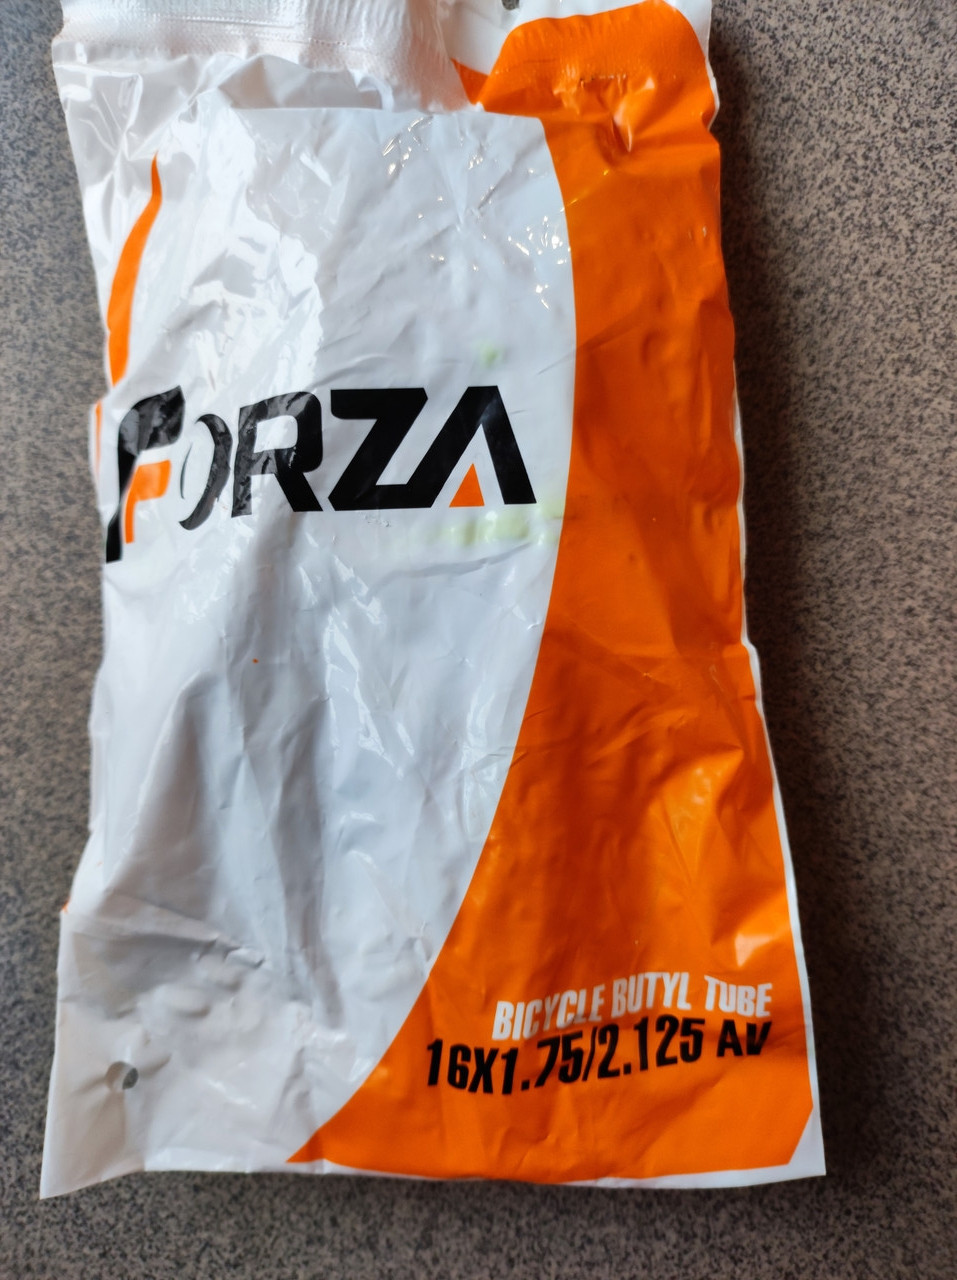 FORZA
BICYCLE BUTYL TUBE
16X1.75/2.125 AV